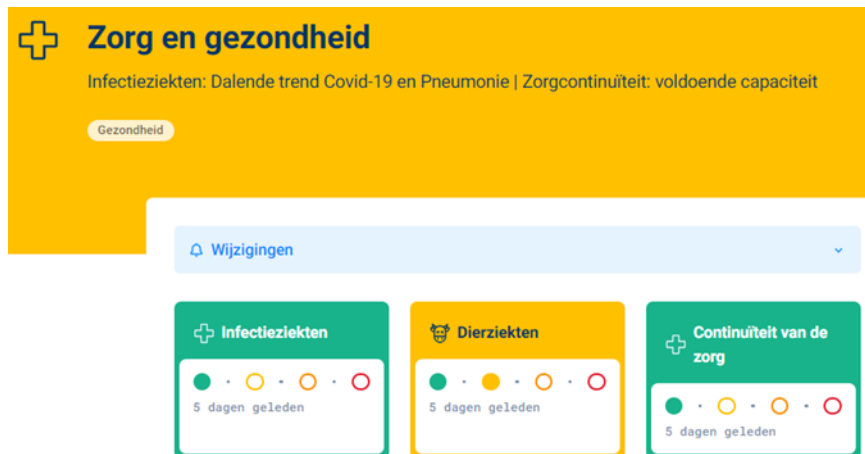 Zorg en gezondheid
Infectieziekten: Dalende trend Covid-19 en Pneumonie | Zorgcontinuïteit: voldoende capaciteit
Gezondheid
Wijzigingen
Infectieziekten
5 dagen geleden
Dierziekten
5 dagen geleden
Continuïteit van de
zorg
5 dagen geleden